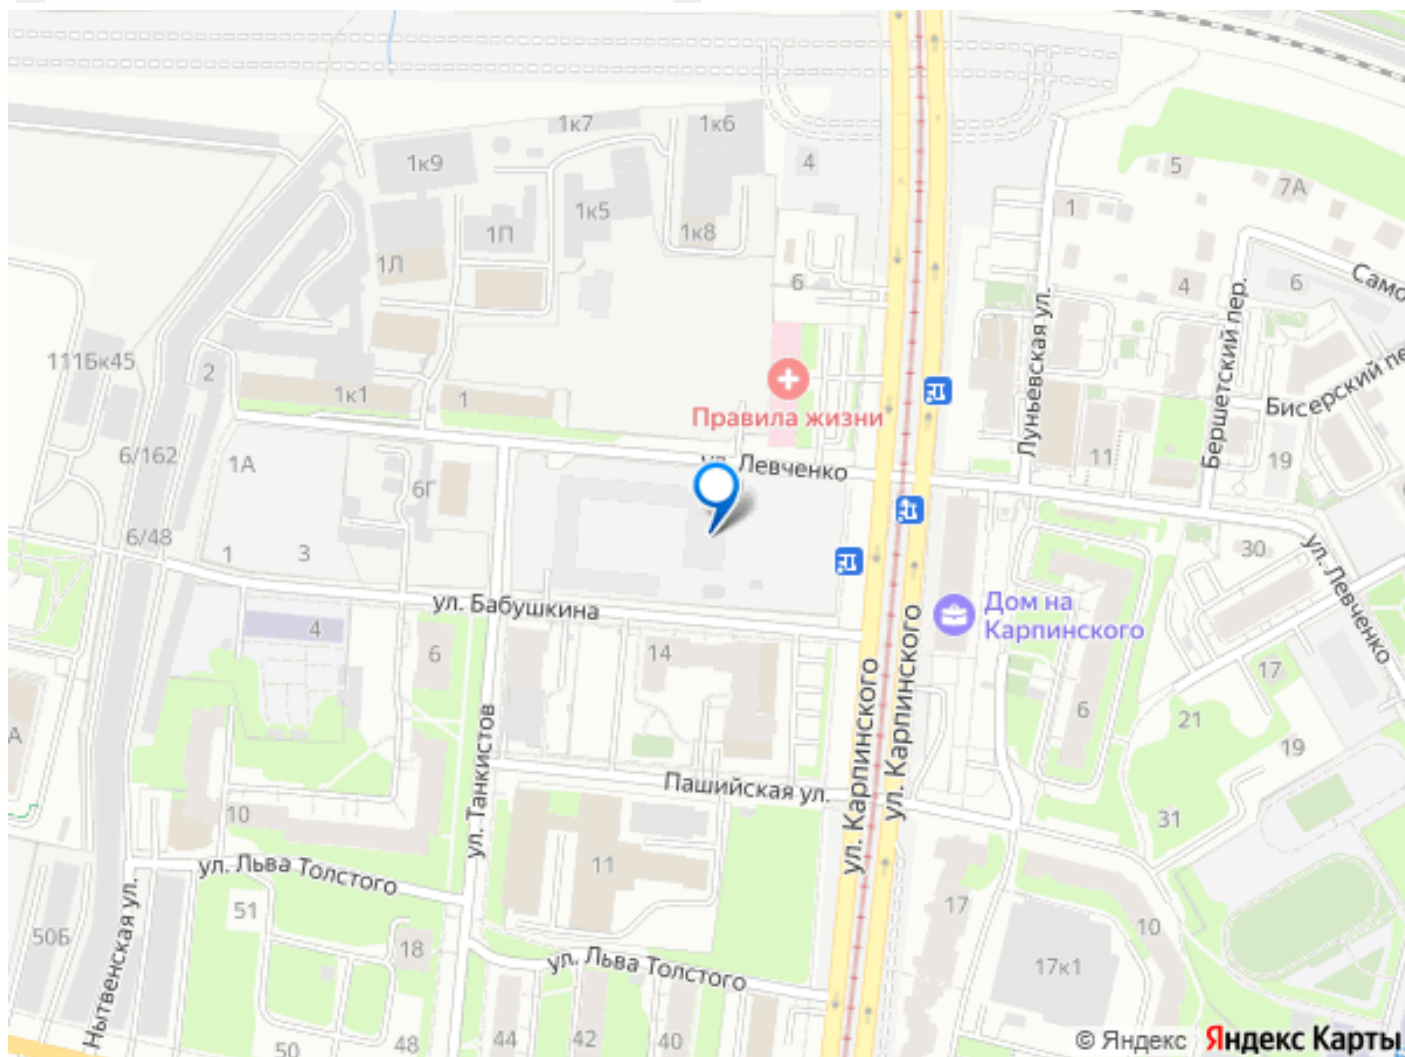 1к7
1к6
1к9
4
5
7А
1к5
1
1П
1к8
1Л
6
4
6
Само
Бершетский пер.
Луньевская ул.
111Бк45
2
1к1
1
Правила жизни
Бисерский пе
6/162
1А
6Г
ул. Левченко
11
19
6/48
1
3
30
ул. Левченко
ул. Бабушкина
Дом на
Карпинского
4
6
14
17
6
21
19
А
ул. Танкистов
ул. Карпинского
ул. Карпинского
Пашийская ул.
10
31
11
ул. Льва Толстого
51
17
10
50Б
18
Нытвенская ул.
ул. Льва Толстого
17к1
50
48
44
42
40
© Яндекс Яндекс Карты